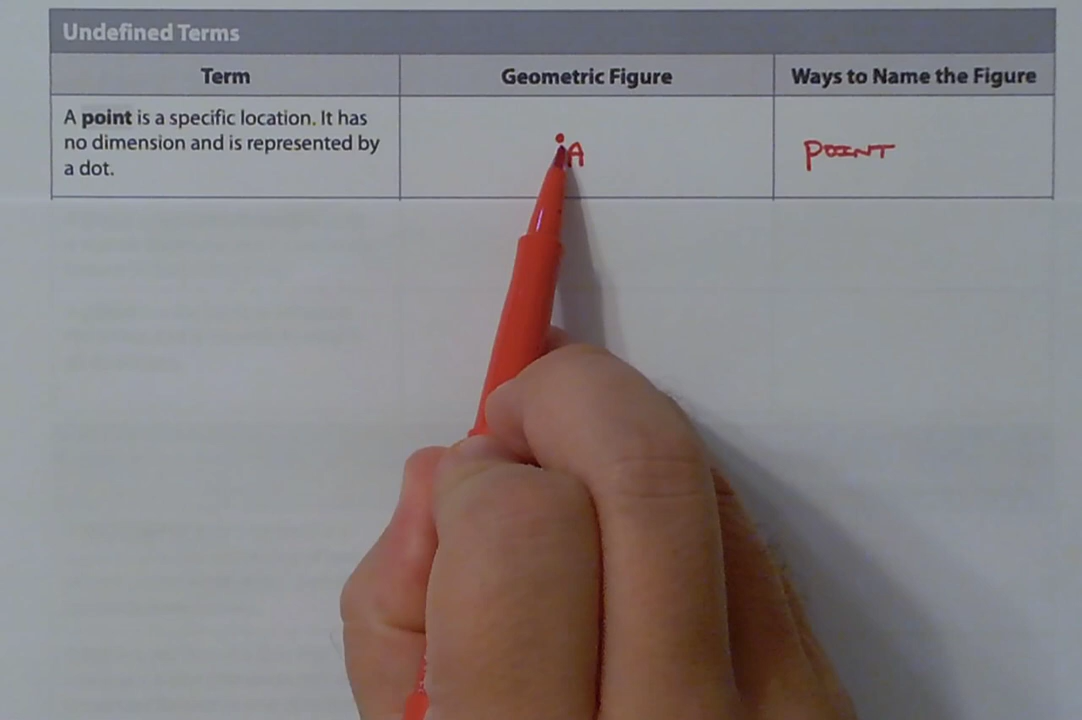 Undefined Terms
Term Geometric Figure Ways to Name the Figure
A point is a specific location. It has
no dimension and is represented by
a dot.
A
POINT